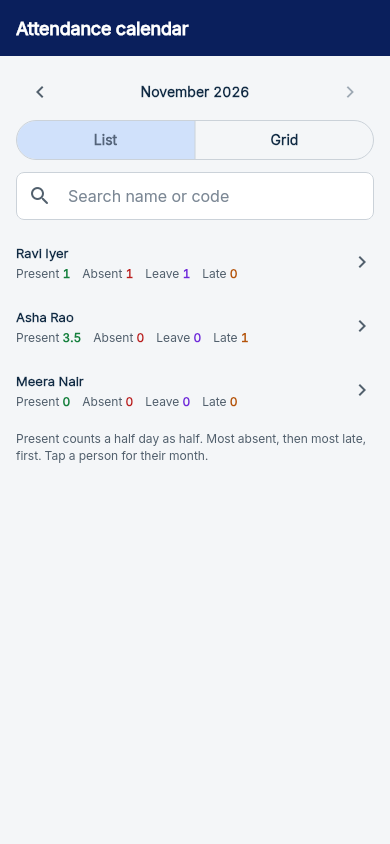 Attendance calendar
November 2026
List
Grid
Search name or code
Ravi Iyer
Present 1 Absent 1 Leave 1 Late 0
Asha Rao
Present 3.5 Absent 0 Leave 0 Late 1
Meera Nair
Present 0 Absent 0 Leave 0 Late 0
Present counts a half day as half. Most absent, then most late,
first. Tap a person for their month.